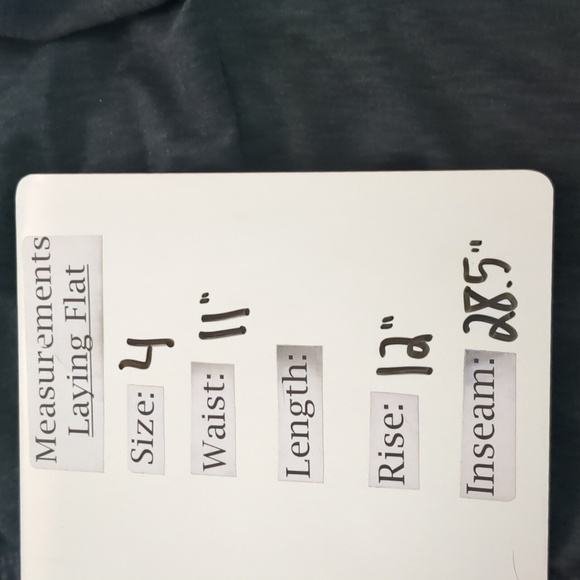 Measurements
Laying Flat
Size: 4
Waist: 11"
Length:
Rise: 12"
Inseam: 28.5"